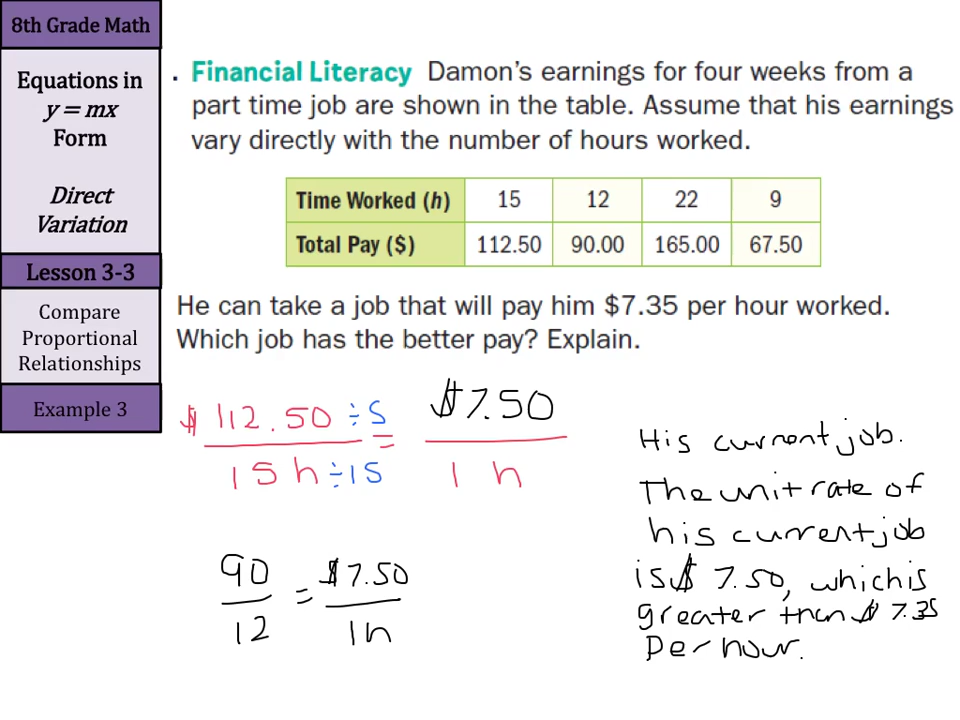 8th Grade Math
Equations in
y = mx
Form
Direct
Variation
Lesson 3-3
Compare
Proportional
Relationships
Example 3
. Financial Literacy Damon's earnings for four weeks from a
part time job are shown in the table. Assume that his earnings
vary directly with the number of hours worked.
Time Worked (h) 15 12 22 9
Total Pay ($) 112.50 90.00 165.00 67.50
He can take a job that will pay him $7.35 per hour worked.
Which job has the better pay? Explain.
$112.50 ÷5 = $7.50
15h ÷15 1 h
90 = $7.50
12 1h
His current job.
The unit rate of
his current job
is $ 7.50, which is
greater than $ 7.35
Per hour.